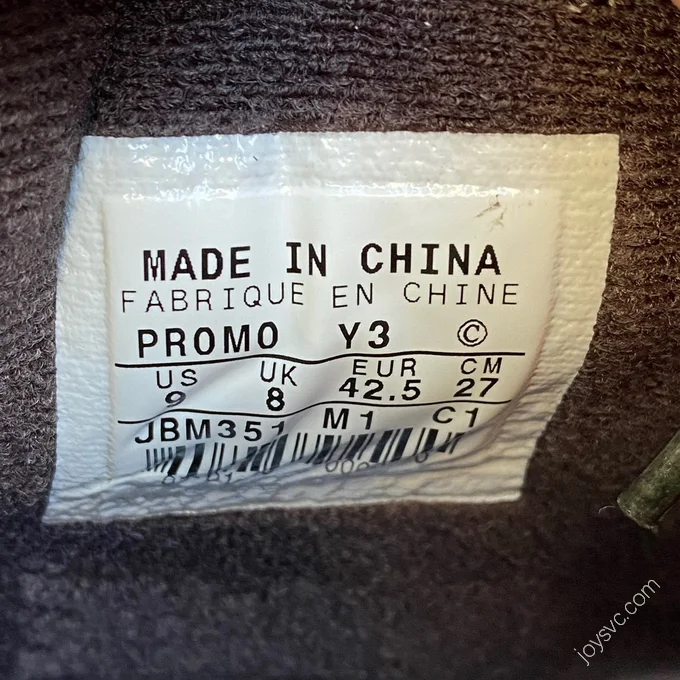 MADE IN CHINA
FABRIQUE EN CHINE
PROMO Y3 ©
US UK EUR CM
9 8 42.5 27
JBM351 M1 C1
joysvc.com